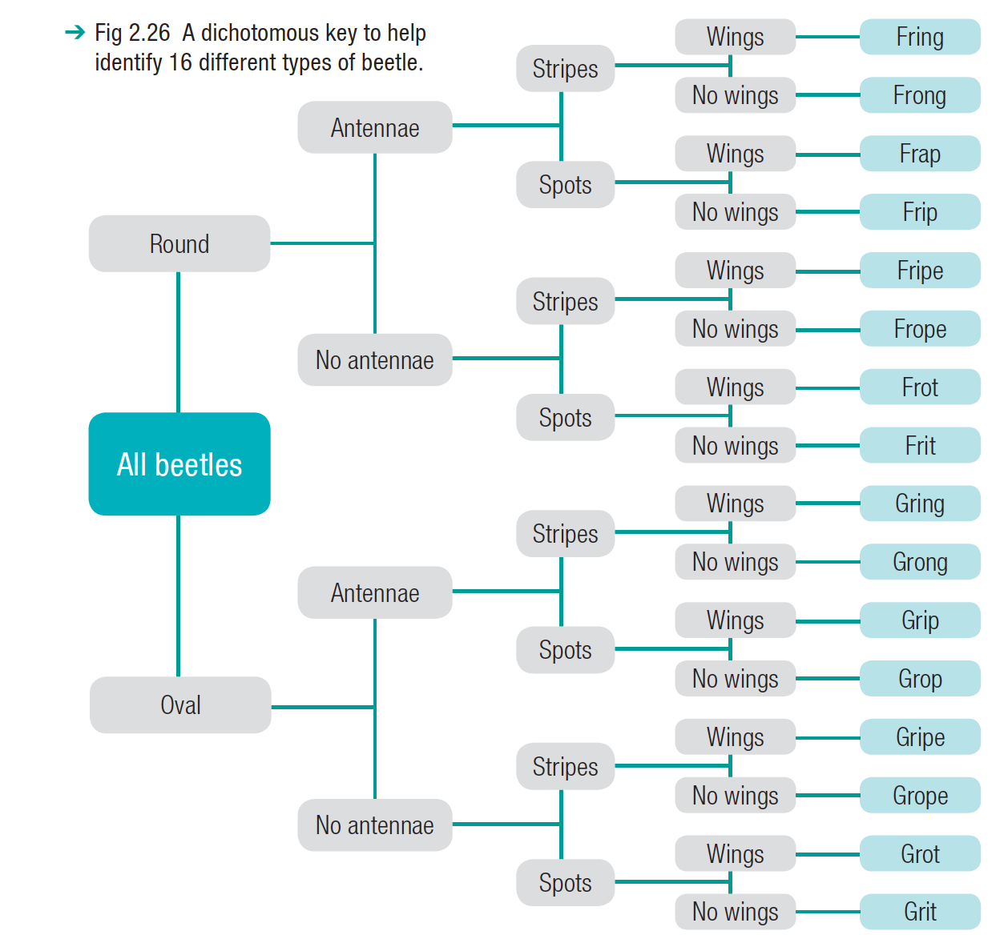 ➔ Fig 2.26 A dichotomous key to help
identify 16 different types of beetle.
All beetles
Round
Antennae
Stripes
Wings
Fring
No wings
Frong
Spots
Wings
Frap
No wings
Frip
No antennae
Stripes
Wings
Fripe
No wings
Frope
Spots
Wings
Frot
No wings
Frit
Oval
Antennae
Stripes
Wings
Gring
No wings
Grong
Spots
Wings
Grip
No wings
Grop
No antennae
Stripes
Wings
Gripe
No wings
Grope
Spots
Wings
Grot
No wings
Grit